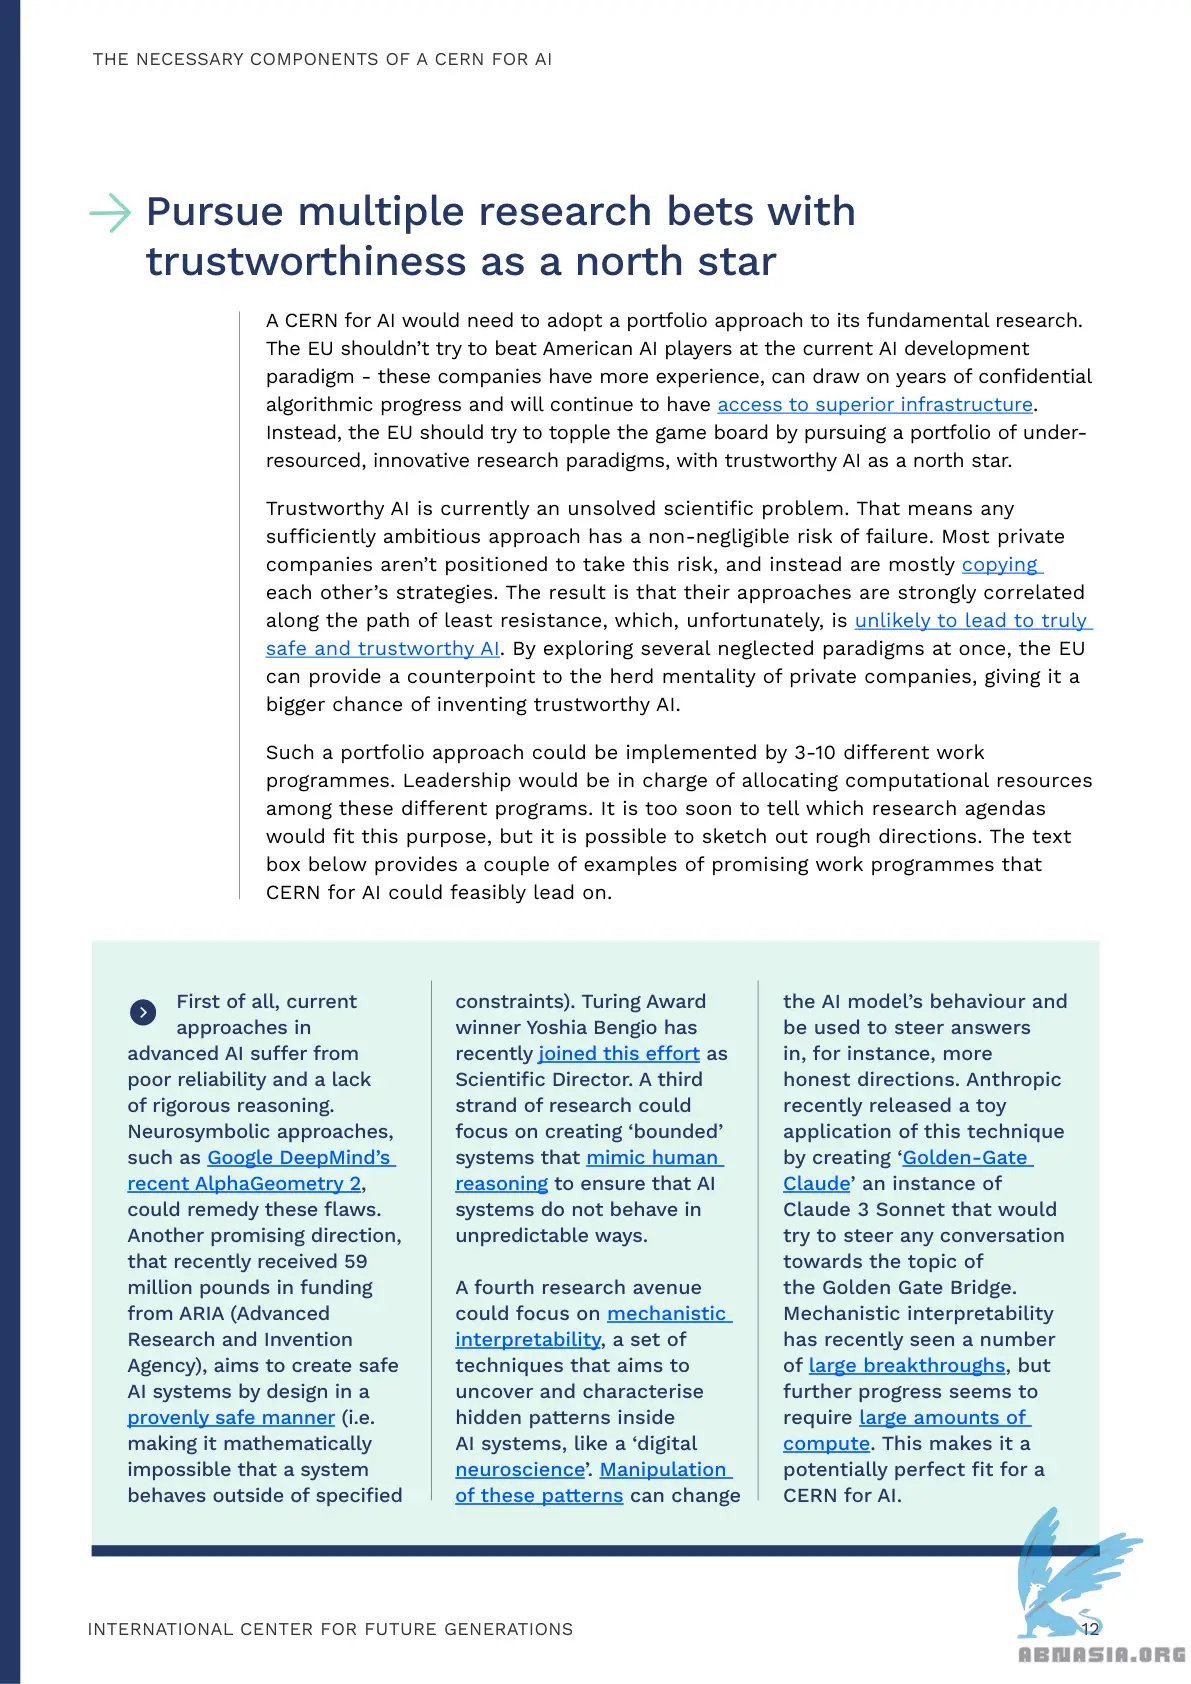 THE NECESSARY COMPONENTS OF A CERN FOR AI
Pursue multiple research bets with
trustworthiness as a north star
A CERN for AI would need to adopt a portfolio approach to its fundamental research.
The EU shouldn’t try to beat American AI players at the current AI development
paradigm - these companies have more experience, can draw on years of confidential
algorithmic progress and will continue to have access to superior infrastructure.
Instead, the EU should try to topple the game board by pursuing a portfolio of under-
resourced, innovative research paradigms, with trustworthy AI as a north star.
Trustworthy AI is currently an unsolved scientific problem. That means any
sufficiently ambitious approach has a non-negligible risk of failure. Most private
companies aren’t positioned to take this risk, and instead are mostly copying
each other’s strategies. The result is that their approaches are strongly correlated
along the path of least resistance, which, unfortunately, is unlikely to lead to truly
safe and trustworthy AI. By exploring several neglected paradigms at once, the EU
can provide a counterpoint to the herd mentality of private companies, giving it a
bigger chance of inventing trustworthy AI.
Such a portfolio approach could be implemented by 3-10 different work
programmes. Leadership would be in charge of allocating computational resources
among these different programs. It is too soon to tell which research agendas
would fit this purpose, but it is possible to sketch out rough directions. The text
box below provides a couple of examples of promising work programmes that
CERN for AI could feasibly lead on.
First of all, current
approaches in
advanced AI suffer from
poor reliability and a lack
of rigorous reasoning.
Neurosymbolic approaches,
such as Google DeepMind’s
recent AlphaGeometry 2,
could remedy these flaws.
Another promising direction,
that recently received 59
million pounds in funding
from ARIA (Advanced
Research and Invention
Agency), aims to create safe
AI systems by design in a
provenly safe manner (i.e.
making it mathematically
impossible that a system
behaves outside of specified
constraints). Turing Award
winner Yoshia Bengio has
recently joined this effort as
Scientific Director. A third
strand of research could
focus on creating ‘bounded’
systems that mimic human
reasoning to ensure that AI
systems do not behave in
unpredictable ways.
A fourth research avenue
could focus on mechanistic
interpretability, a set of
techniques that aims to
uncover and characterise
hidden patterns inside
AI systems, like a ‘digital
neuroscience’. Manipulation
of these patterns can change
the AI model’s behaviour and
be used to steer answers
in, for instance, more
honest directions. Anthropic
recently released a toy
application of this technique
by creating ‘Golden-Gate
Claude’ an instance of
Claude 3 Sonnet that would
try to steer any conversation
towards the topic of
the Golden Gate Bridge.
Mechanistic interpretability
has recently seen a number
of large breakthroughs, but
further progress seems to
require large amounts of
compute. This makes it a
potentially perfect fit for a
CERN for AI.
INTERNATIONAL CENTER FOR FUTURE GENERATIONS
12
ABNASIA.ORG